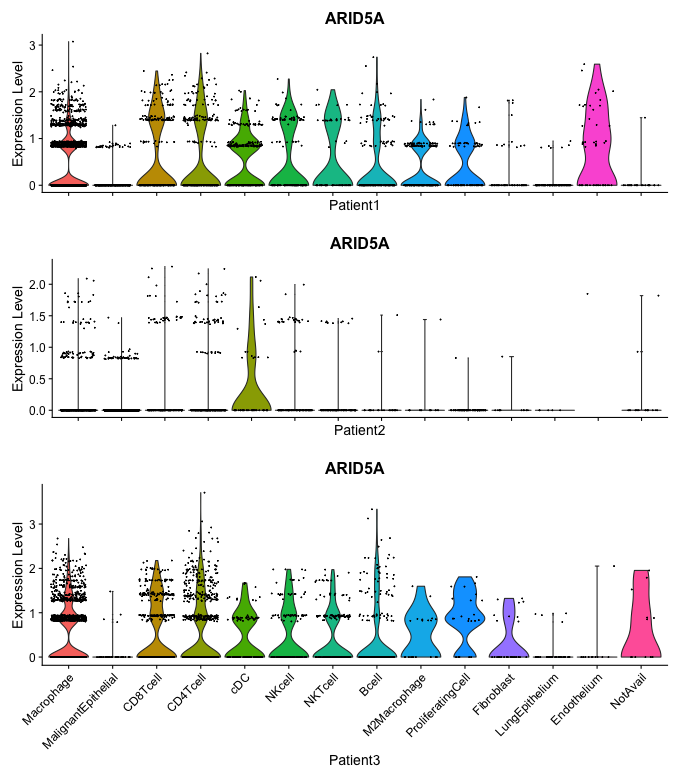 ARID5A
Expression Level
3
2
1
0
Patient1
ARID5A
Expression Level
2.0
1.5
1.0
0.5
0.0
Patient2
ARID5A
Expression Level
3
2
1
0
Macrophage
MalignantEpithelial
CD8Tcell
CD4Tcell
cDC
NKcell
NKTcell
Bcell
M2Macrophage
ProliferatingCell
Fibroblast
LungEpithelium
Endothelium
NotAvail
Patient3